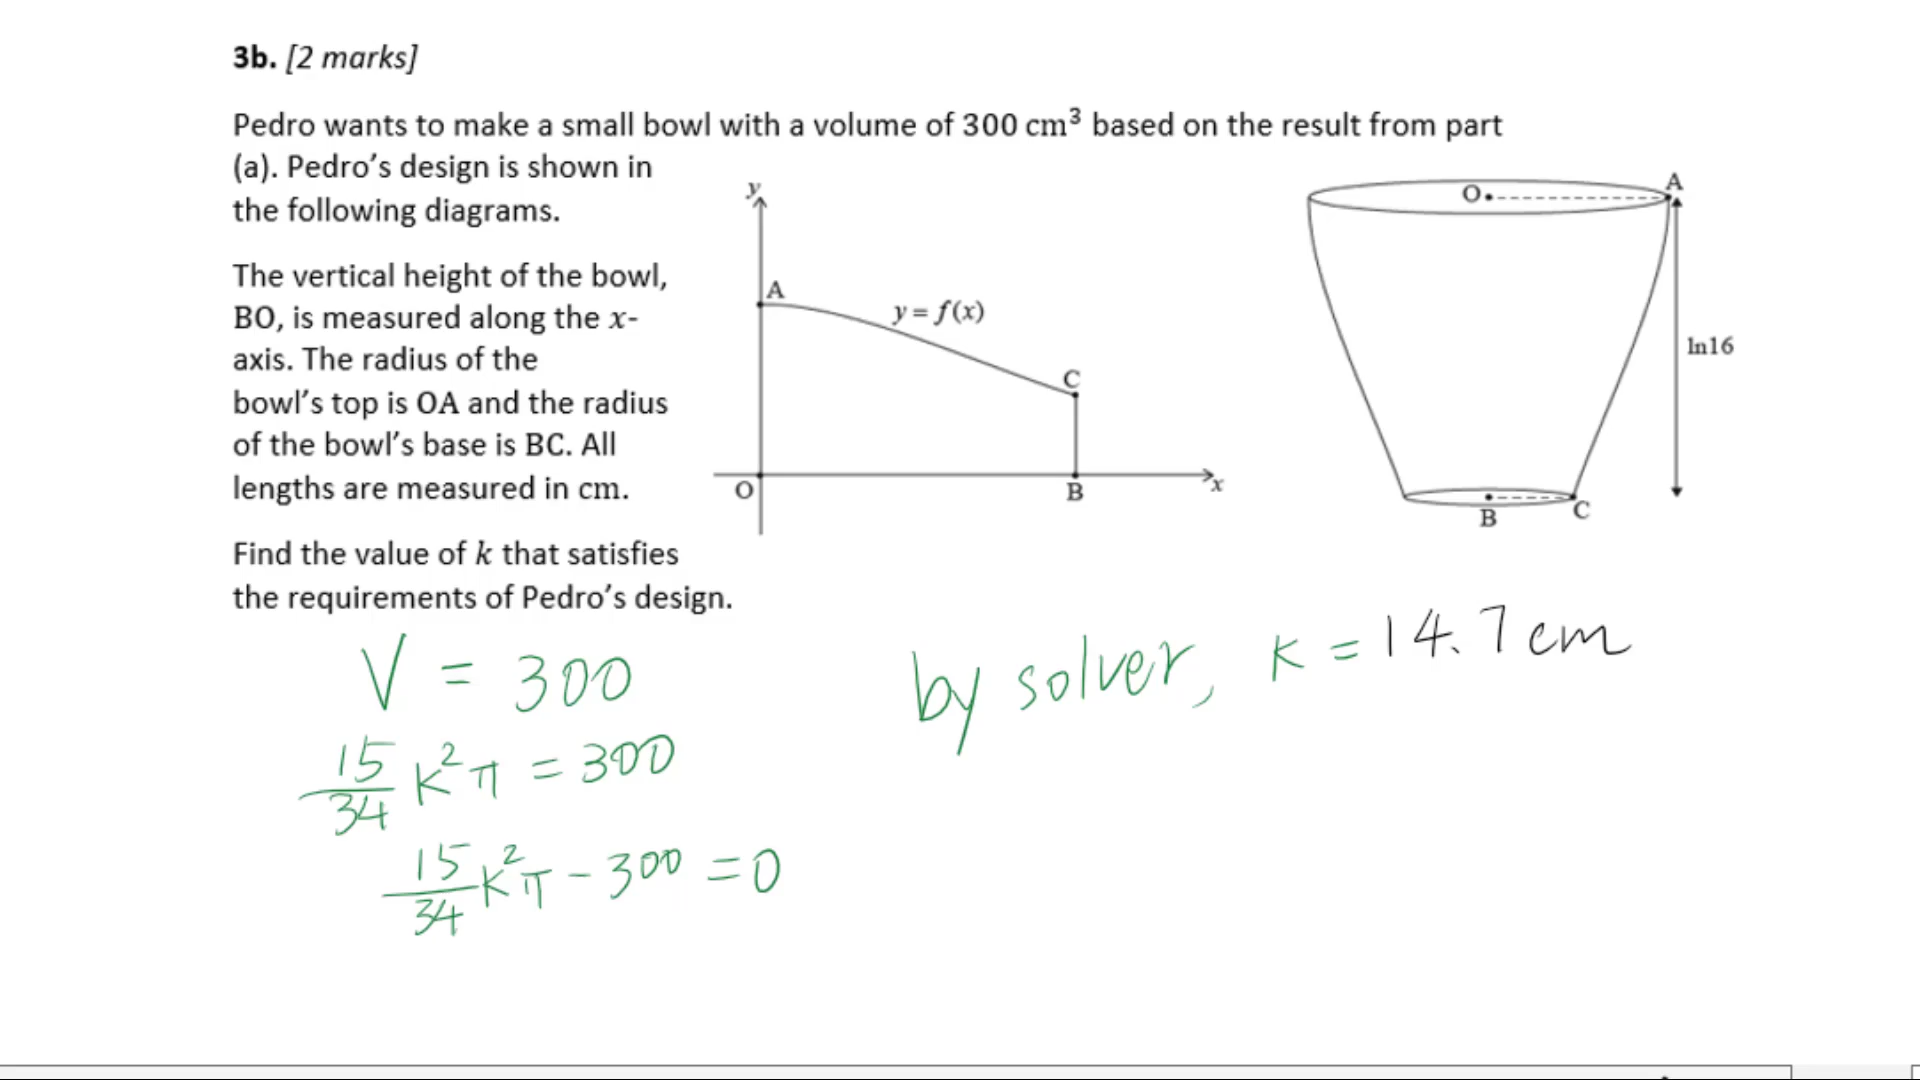 3b. [2 marks]
Pedro wants to make a small bowl with a volume of 300 cm³ based on the result from part
(a). Pedro's design is shown in
the following diagrams.
The vertical height of the bowl,
BO, is measured along the x-
axis. The radius of the
bowl's top is OA and the radius
of the bowl's base is BC. All
lengths are measured in cm.
Find the value of k that satisfies
the requirements of Pedro's design.
y
A
y = f(x)
C
O
B
x
O
A
ln16
B
C
V = 300
15/34 k² π = 300
15/34 k² π - 300 = 0
by solver, k = 14.7 cm